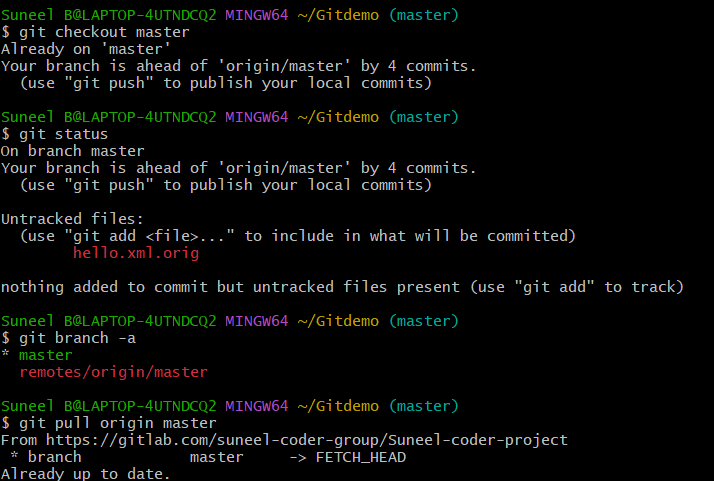 Suneel B@LAPTOP-4UTNDCQ2 MINGW64 ~/Gitdemo (master)
$ git checkout master
Already on 'master'
Your branch is ahead of 'origin/master' by 4 commits.
  (use "git push" to publish your local commits)

Suneel B@LAPTOP-4UTNDCQ2 MINGW64 ~/Gitdemo (master)
$ git status
On branch master
Your branch is ahead of 'origin/master' by 4 commits.
  (use "git push" to publish your local commits)

Untracked files:
  (use "git add <file>..." to include in what will be committed)
        hello.xml.orig

nothing added to commit but untracked files present (use "git add" to track)

Suneel B@LAPTOP-4UTNDCQ2 MINGW64 ~/Gitdemo (master)
$ git branch -a
* master
  remotes/origin/master

Suneel B@LAPTOP-4UTNDCQ2 MINGW64 ~/Gitdemo (master)
$ git pull origin master
From https://gitlab.com/suneel-coder-group/Suneel-coder-project
 * branch            master     -> FETCH_HEAD
Already up to date.